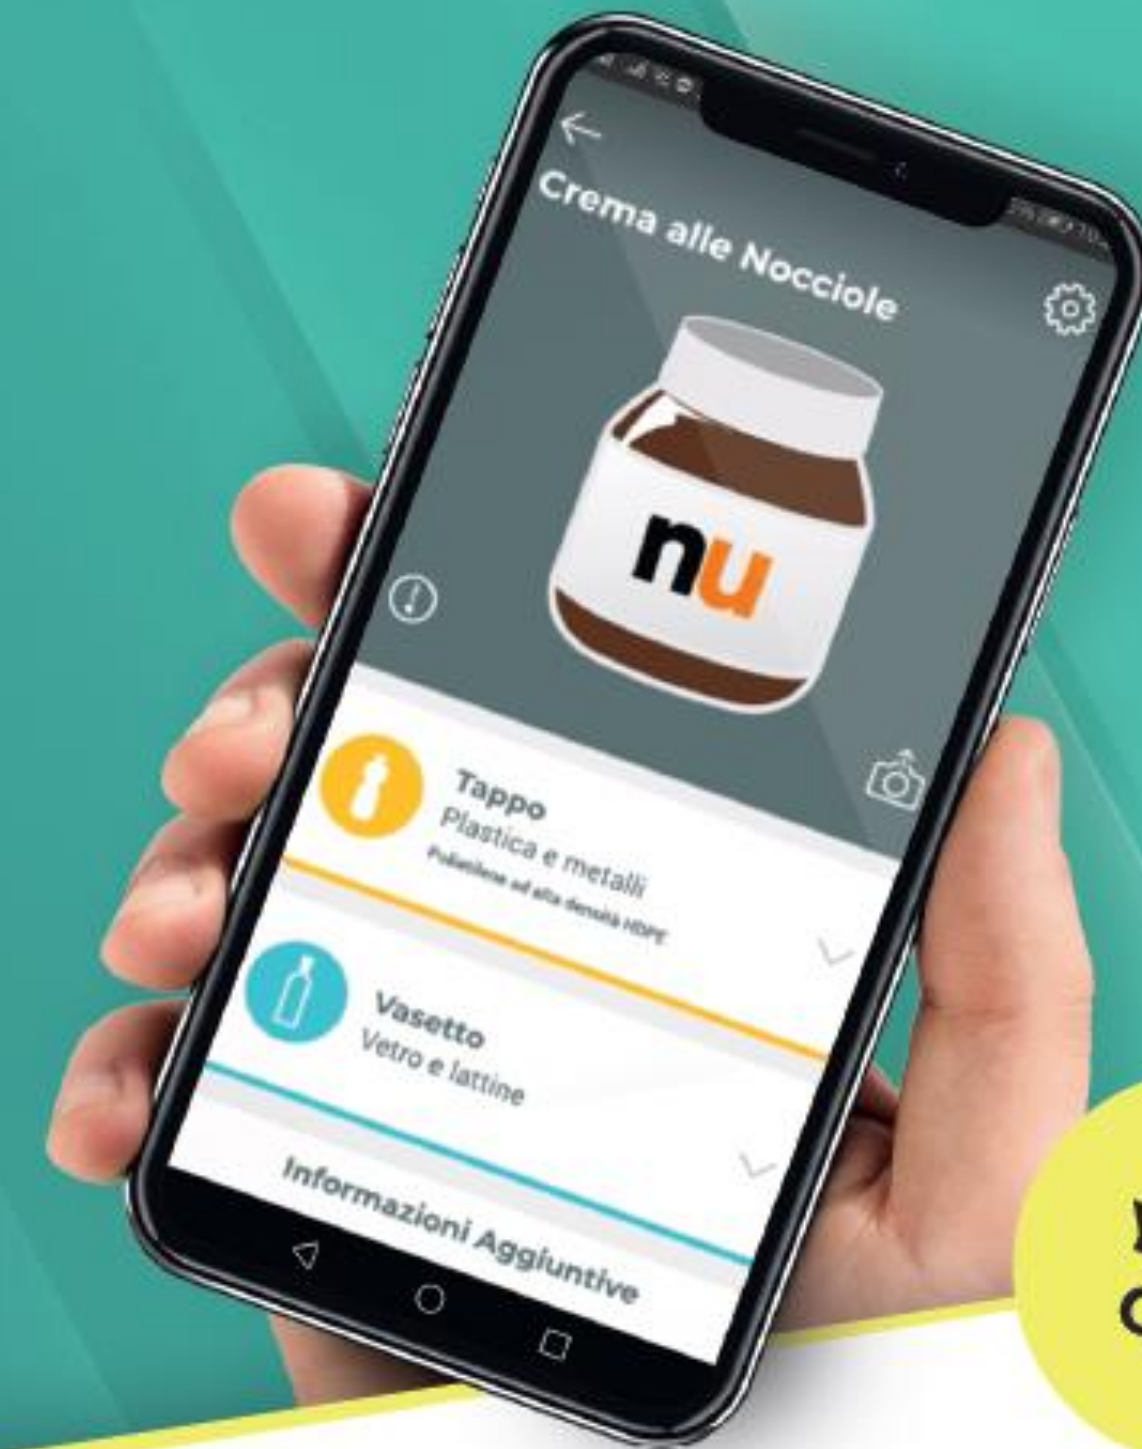 Crema alle Nocciole
nu
Tappo
Plastica e metalli
Polietilene ad alta densità HDPE
Vasetto
Vetro e lattine
Informazioni Aggiuntive